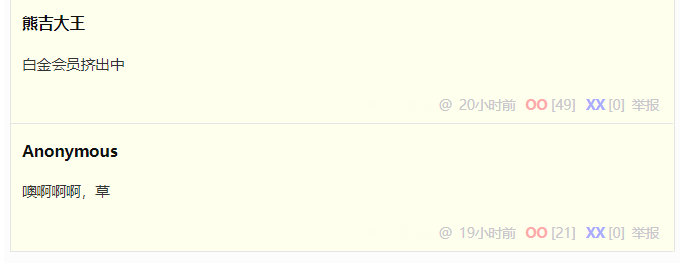 熊吉大王
白金会员挤出中
@ 20小时前 OO [49] XX [0] 举报
Anonymous
噢啊啊啊，草
@ 19小时前 OO [21] XX [0] 举报